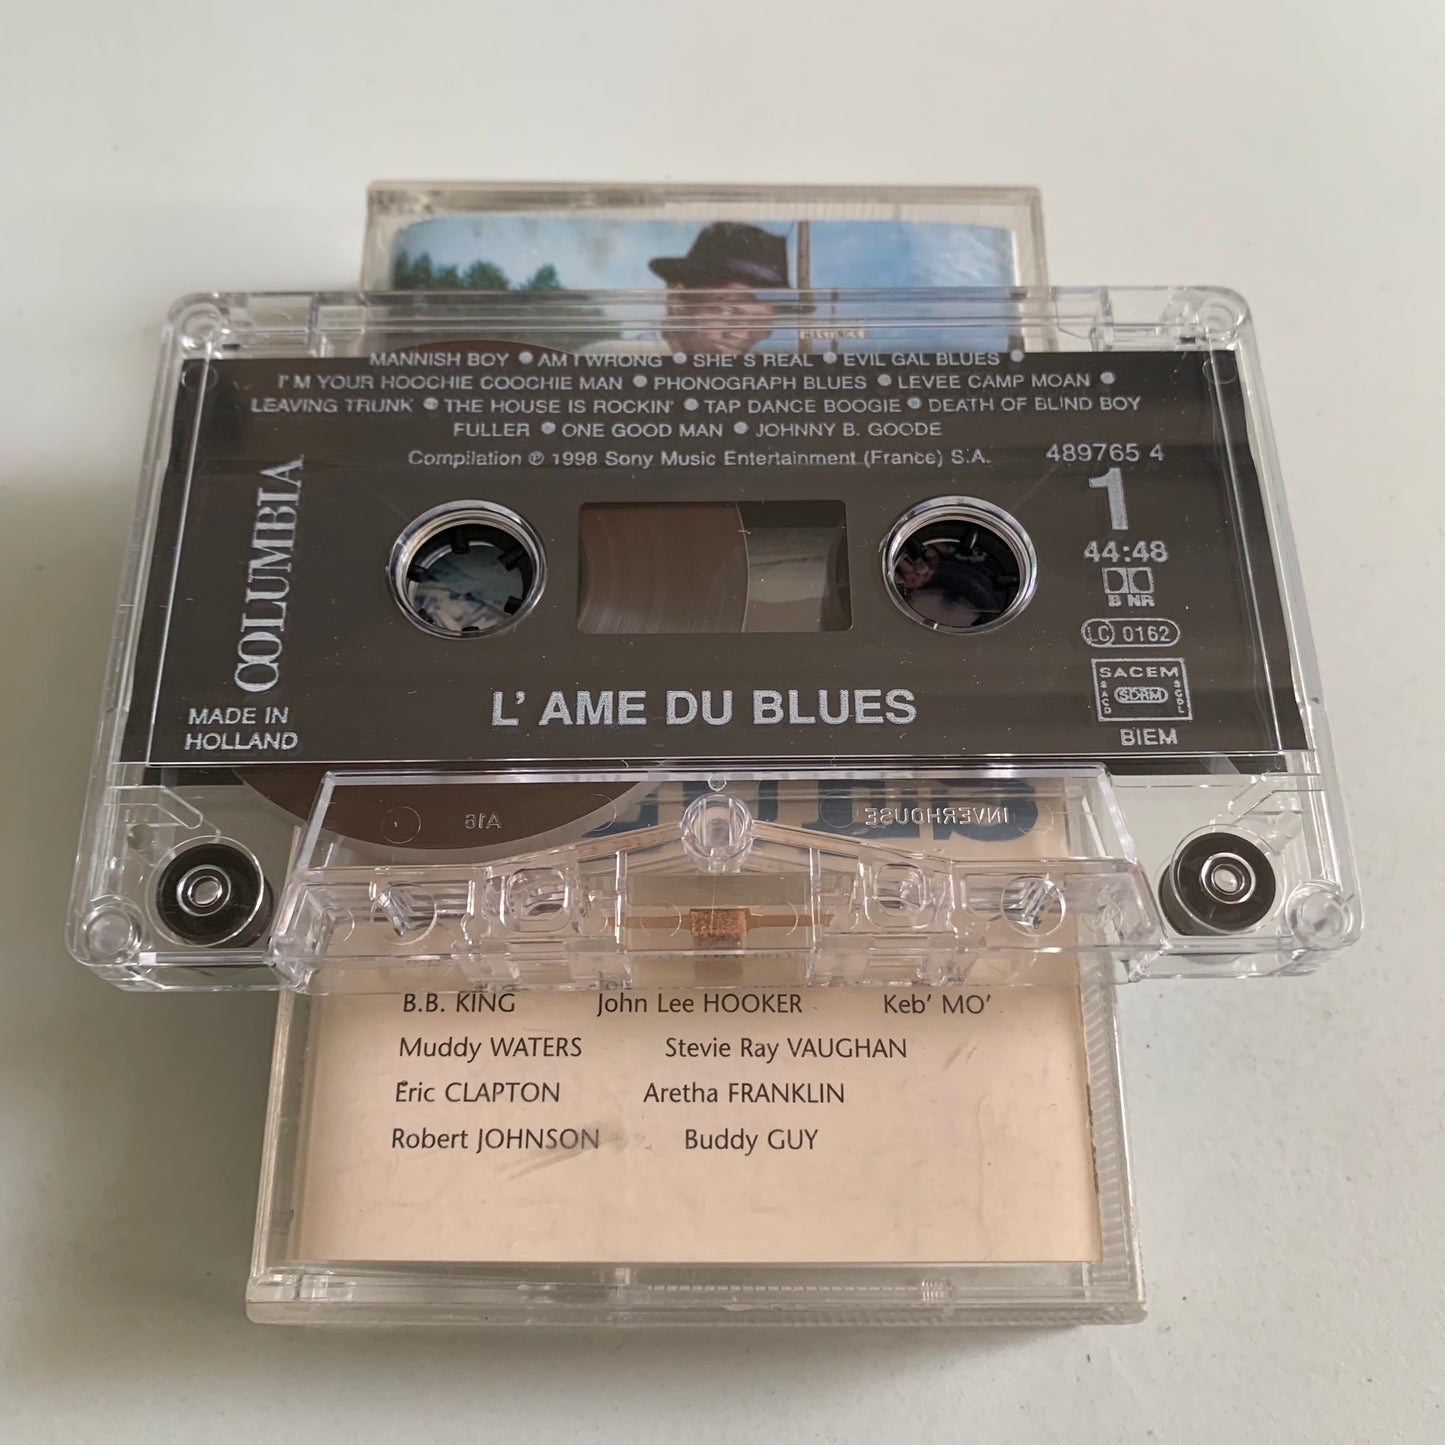 MANNISH BOY ● AM I WRONG ● SHE' S REAL ● EVIL GAL BLUES ●
I' M YOUR HOOCHIE COOCHIE MAN ● PHONOGRAPH BLUES ● LEVEE CAMP MOAN ●
LEAVING TRUNK ● THE HOUSE IS ROCKIN' ● TAP DANCE BOOGIE ● DEATH OF BLIND BOY
FULLER ● ONE GOOD MAN ● JOHNNY B. GOODE
Compilation ℗ 1998 Sony Music Entertainment (France) S.A.
489765 4
1
44:48
B NR
LC 0162
SACEM
SACD
SDRM
SGDL
BIEM
COLUMBIA
MADE IN
HOLLAND
L' AME DU BLUES
A16
INVERHOUSE
B.B. KING John Lee HOOKER Keb' MO'
Muddy WATERS Stevie Ray VAUGHAN
Eric CLAPTON Aretha FRANKLIN
Robert JOHNSON Buddy GUY